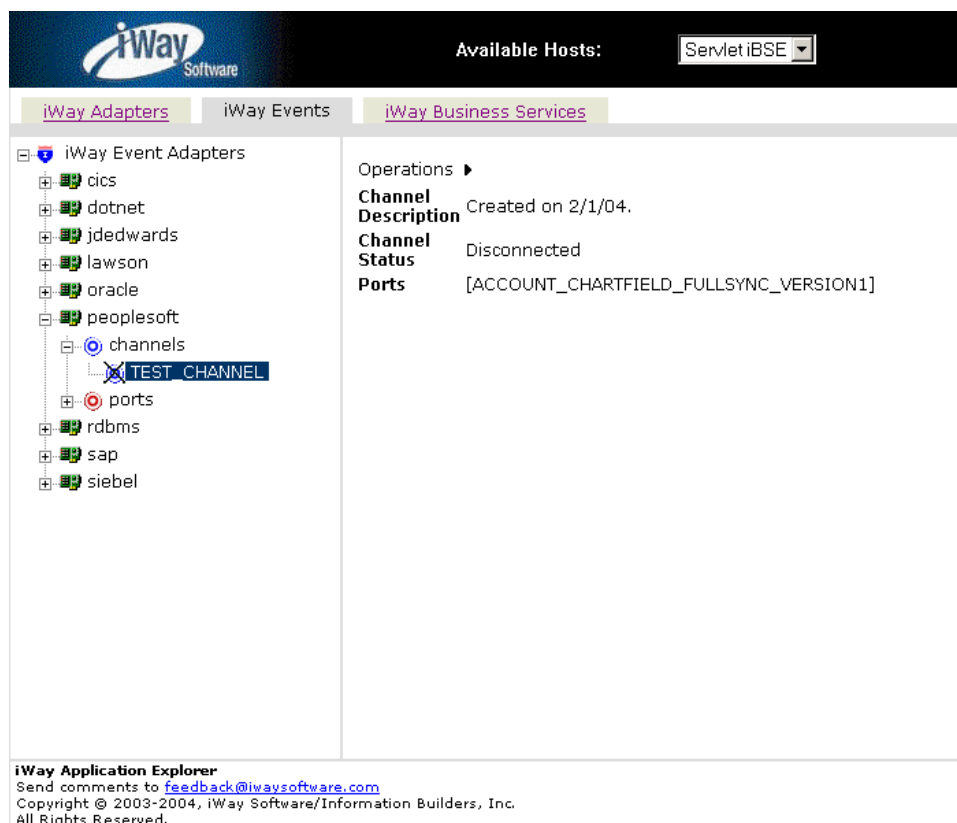 iWay Software
Available Hosts:
Servlet iBSE
iWay Adapters
iWay Events
iWay Business Services
iWay Event Adapters
cics
dotnet
jdedwards
lawson
oracle
peoplesoft
channels
TEST_CHANNEL
ports
rdbms
sap
siebel
Operations
Channel Description Created on 2/1/04.
Channel Status Disconnected
Ports [ACCOUNT_CHARTFIELD_FULLSYNC_VERSION1]
iWay Application Explorer
Send comments to feedback@iwaysoftware.com
Copyright © 2003-2004, iWay Software/Information Builders, Inc.
All Rights Reserved.